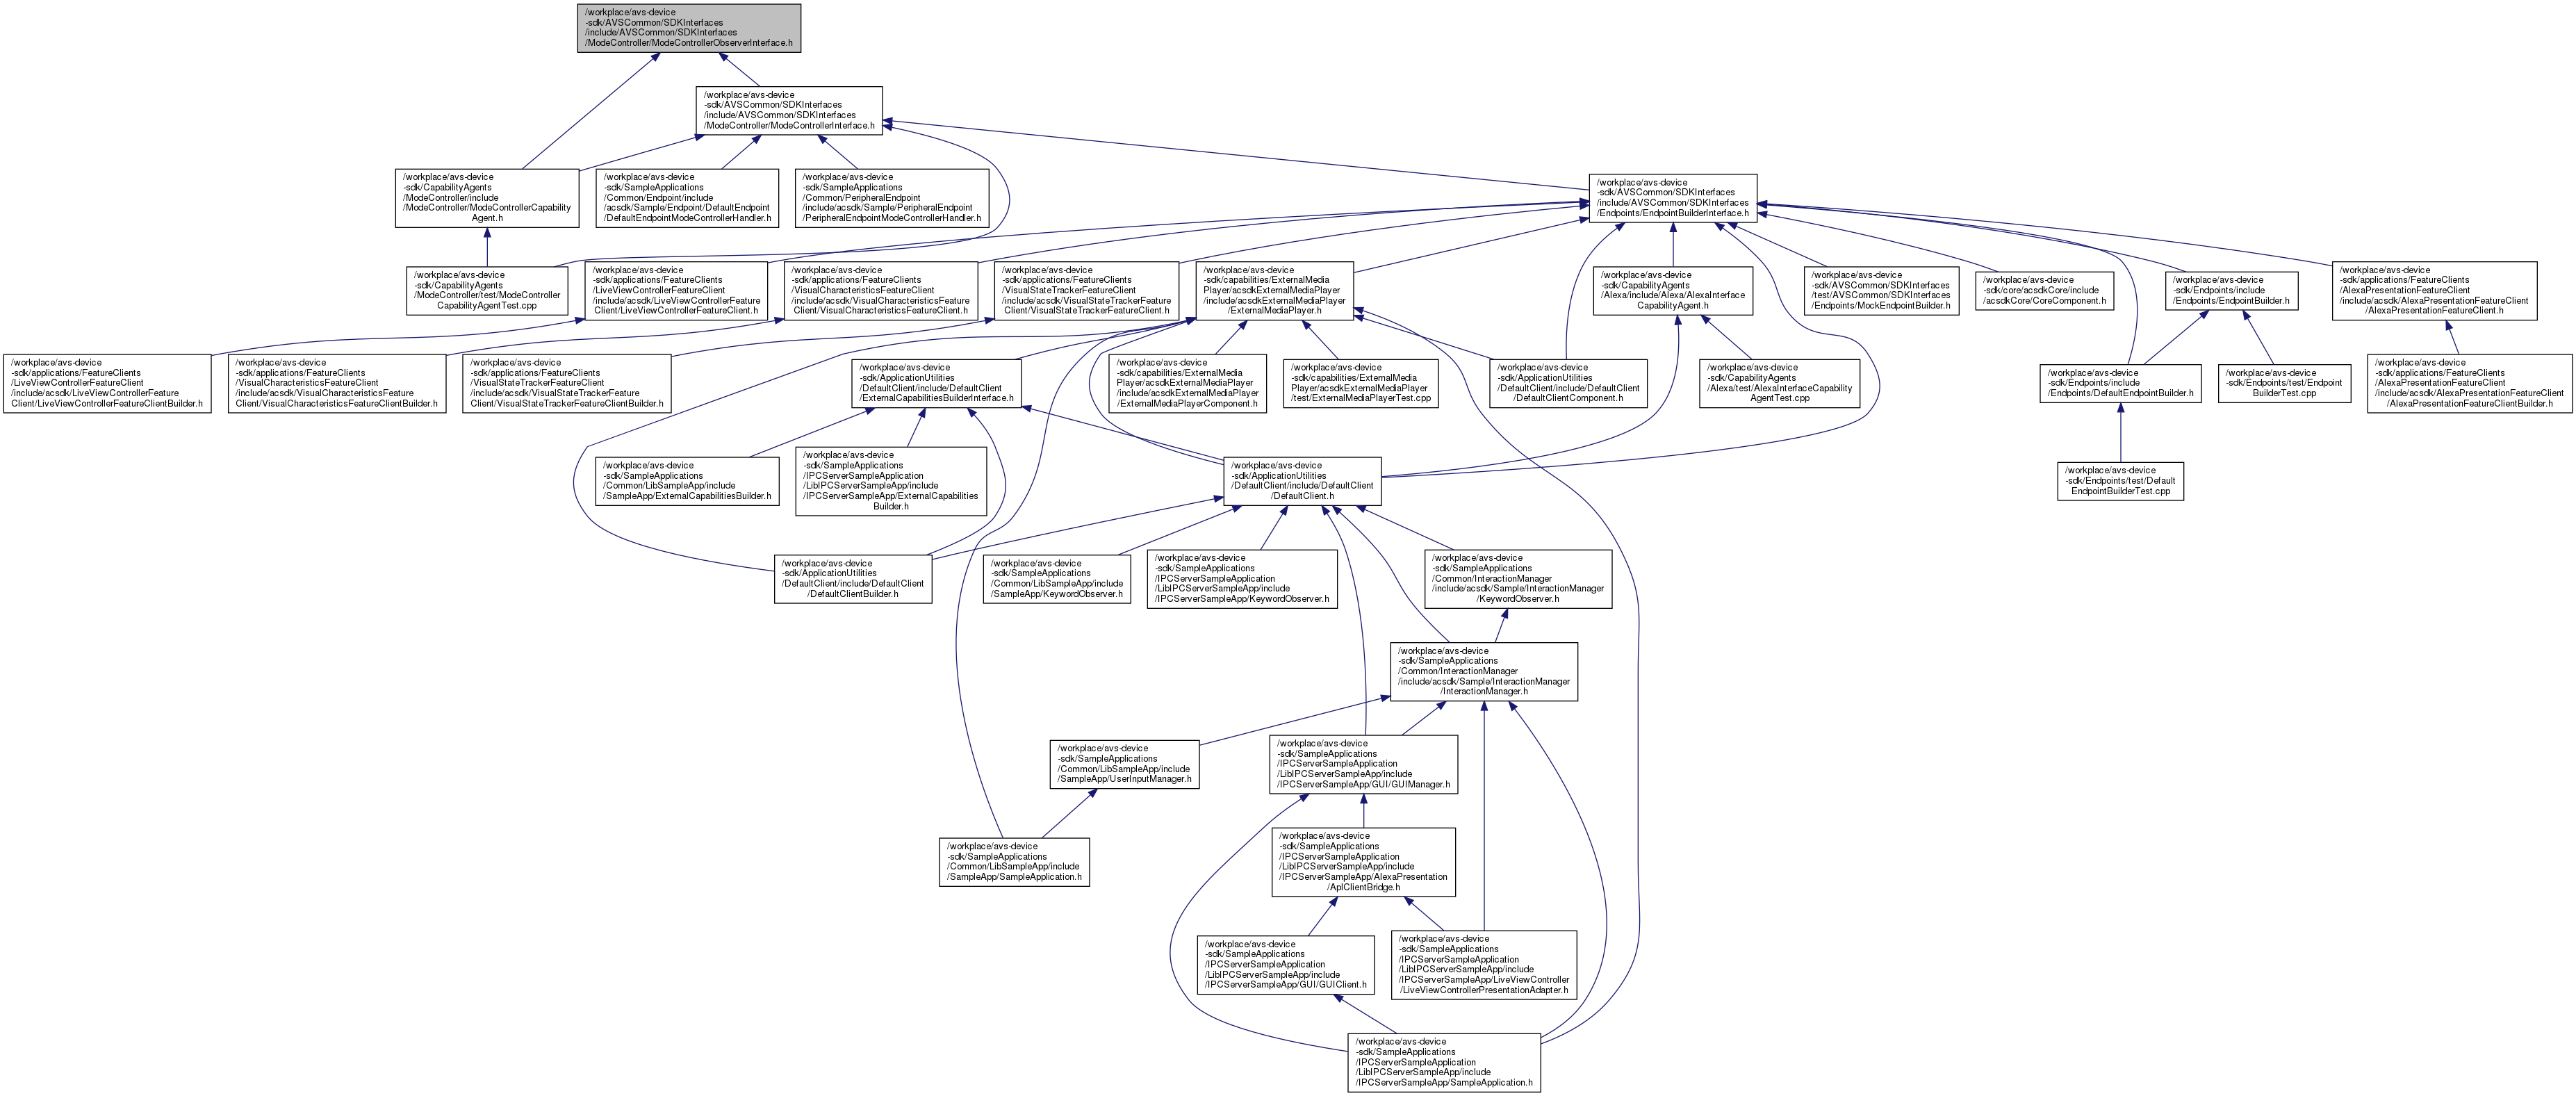 /workplace/avs-device
-sdk/AVSCommon/SDKInterfaces
/include/AVSCommon/SDKInterfaces
/ModeController/ModeControllerObserverInterface.h
/workplace/avs-device
-sdk/AVSCommon/SDKInterfaces
/include/AVSCommon/SDKInterfaces
/ModeController/ModeControllerInterface.h
/workplace/avs-device
-sdk/CapabilityAgents
/ModeController/include
/ModeController/ModeControllerCapability
Agent.h
/workplace/avs-device
-sdk/SampleApplications
/Common/Endpoint/include
/acsdk/Sample/Endpoint/DefaultEndpoint
/DefaultEndpointModeControllerHandler.h
/workplace/avs-device
-sdk/SampleApplications
/Common/PeripheralEndpoint
/include/acsdk/Sample/PeripheralEndpoint
/PeripheralEndpointModeControllerHandler.h
/workplace/avs-device
-sdk/AVSCommon/SDKInterfaces
/include/AVSCommon/SDKInterfaces
/Endpoints/EndpointBuilderInterface.h
/workplace/avs-device
-sdk/CapabilityAgents
/ModeController/test/ModeController
CapabilityAgentTest.cpp
/workplace/avs-device
-sdk/applications/FeatureClients
/LiveViewControllerFeatureClient
/include/acsdk/LiveViewControllerFeature
Client/LiveViewControllerFeatureClient.h
/workplace/avs-device
-sdk/applications/FeatureClients
/VisualCharacteristicsFeatureClient
/include/acsdk/VisualCharacteristicsFeature
Client/VisualCharacteristicsFeatureClient.h
/workplace/avs-device
-sdk/applications/FeatureClients
/VisualStateTrackerFeatureClient
/include/acsdk/VisualStateTrackerFeature
Client/VisualStateTrackerFeatureClient.h
/workplace/avs-device
-sdk/capabilities/ExternalMedia
Player/acsdkExternalMediaPlayer
/include/acsdkExternalMediaPlayer
/ExternalMediaPlayer.h
/workplace/avs-device
-sdk/CapabilityAgents
/Alexa/include/Alexa/AlexaInterface
CapabilityAgent.h
/workplace/avs-device
-sdk/AVSCommon/SDKInterfaces
/test/AVSCommon/SDKInterfaces
/Endpoints/MockEndpointBuilder.h
/workplace/avs-device
-sdk/core/acsdkCore/include
/acsdkCore/CoreComponent.h
/workplace/avs-device
-sdk/Endpoints/include
/Endpoints/EndpointBuilder.h
/workplace/avs-device
-sdk/applications/FeatureClients
/AlexaPresentationFeatureClient
/include/acsdk/AlexaPresentationFeatureClient
/AlexaPresentationFeatureClient.h
/workplace/avs-device
-sdk/applications/FeatureClients
/LiveViewControllerFeatureClient
/include/acsdk/LiveViewControllerFeature
Client/LiveViewControllerFeatureClientBuilder.h
/workplace/avs-device
-sdk/applications/FeatureClients
/VisualCharacteristicsFeatureClient
/include/acsdk/VisualCharacteristicsFeature
Client/VisualCharacteristicsFeatureClientBuilder.h
/workplace/avs-device
-sdk/applications/FeatureClients
/VisualStateTrackerFeatureClient
/include/acsdk/VisualStateTrackerFeature
Client/VisualStateTrackerFeatureClientBuilder.h
/workplace/avs-device
-sdk/ApplicationUtilities
/DefaultClient/include/DefaultClient
/ExternalCapabilitiesBuilderInterface.h
/workplace/avs-device
-sdk/capabilities/ExternalMedia
Player/acsdkExternalMediaPlayer
/include/acsdkExternalMediaPlayer
/ExternalMediaPlayerComponent.h
/workplace/avs-device
-sdk/capabilities/ExternalMedia
Player/acsdkExternalMediaPlayer
/test/ExternalMediaPlayerTest.cpp
/workplace/avs-device
-sdk/ApplicationUtilities
/DefaultClient/include/DefaultClient
/DefaultClientComponent.h
/workplace/avs-device
-sdk/CapabilityAgents
/Alexa/test/AlexaInterfaceCapability
AgentTest.cpp
/workplace/avs-device
-sdk/Endpoints/include
/Endpoints/DefaultEndpointBuilder.h
/workplace/avs-device
-sdk/Endpoints/test/Endpoint
BuilderTest.cpp
/workplace/avs-device
-sdk/applications/FeatureClients
/AlexaPresentationFeatureClient
/include/acsdk/AlexaPresentationFeatureClient
/AlexaPresentationFeatureClientBuilder.h
/workplace/avs-device
-sdk/SampleApplications
/Common/LibSampleApp/include
/SampleApp/ExternalCapabilitiesBuilder.h
/workplace/avs-device
-sdk/SampleApplications
/IPCServerSampleApplication
/LibIPCServerSampleApp/include
/IPCServerSampleApp/ExternalCapabilities
Builder.h
/workplace/avs-device
-sdk/ApplicationUtilities
/DefaultClient/include/DefaultClient
/DefaultClient.h
/workplace/avs-device
-sdk/Endpoints/test/Default
EndpointBuilderTest.cpp
/workplace/avs-device
-sdk/ApplicationUtilities
/DefaultClient/include/DefaultClient
/DefaultClientBuilder.h
/workplace/avs-device
-sdk/SampleApplications
/Common/LibSampleApp/include
/SampleApp/KeywordObserver.h
/workplace/avs-device
-sdk/SampleApplications
/IPCServerSampleApplication
/LibIPCServerSampleApp/include
/IPCServerSampleApp/KeywordObserver.h
/workplace/avs-device
-sdk/SampleApplications
/Common/InteractionManager
/include/acsdk/Sample/InteractionManager
/KeywordObserver.h
/workplace/avs-device
-sdk/SampleApplications
/Common/InteractionManager
/include/acsdk/Sample/InteractionManager
/InteractionManager.h
/workplace/avs-device
-sdk/SampleApplications
/Common/LibSampleApp/include
/SampleApp/UserInputManager.h
/workplace/avs-device
-sdk/SampleApplications
/IPCServerSampleApplication
/LibIPCServerSampleApp/include
/IPCServerSampleApp/GUI/GUIManager.h
/workplace/avs-device
-sdk/SampleApplications
/Common/LibSampleApp/include
/SampleApp/SampleApplication.h
/workplace/avs-device
-sdk/SampleApplications
/IPCServerSampleApplication
/LibIPCServerSampleApp/include
/IPCServerSampleApp/AlexaPresentation
/AplClientBridge.h
/workplace/avs-device
-sdk/SampleApplications
/IPCServerSampleApplication
/LibIPCServerSampleApp/include
/IPCServerSampleApp/GUI/GUIClient.h
/workplace/avs-device
-sdk/SampleApplications
/IPCServerSampleApplication
/LibIPCServerSampleApp/include
/IPCServerSampleApp/LiveViewController
/LiveViewControllerPresentationAdapter.h
/workplace/avs-device
-sdk/SampleApplications
/IPCServerSampleApplication
/LibIPCServerSampleApp/include
/IPCServerSampleApp/SampleApplication.h